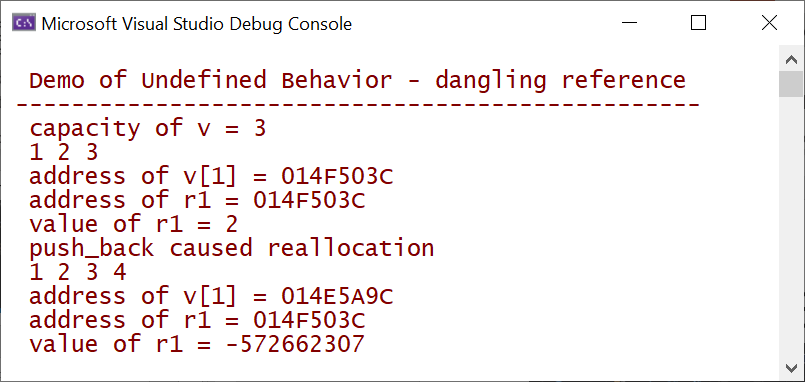 Microsoft Visual Studio Debug Console
Demo of Undefined Behavior - dangling reference
--------------------------------------------------
capacity of v = 3
1 2 3
address of v[1] = 014F503C
address of r1 = 014F503C
value of r1 = 2
push_back caused reallocation
1 2 3 4
address of v[1] = 014E5A9C
address of r1 = 014F503C
value of r1 = -572662307